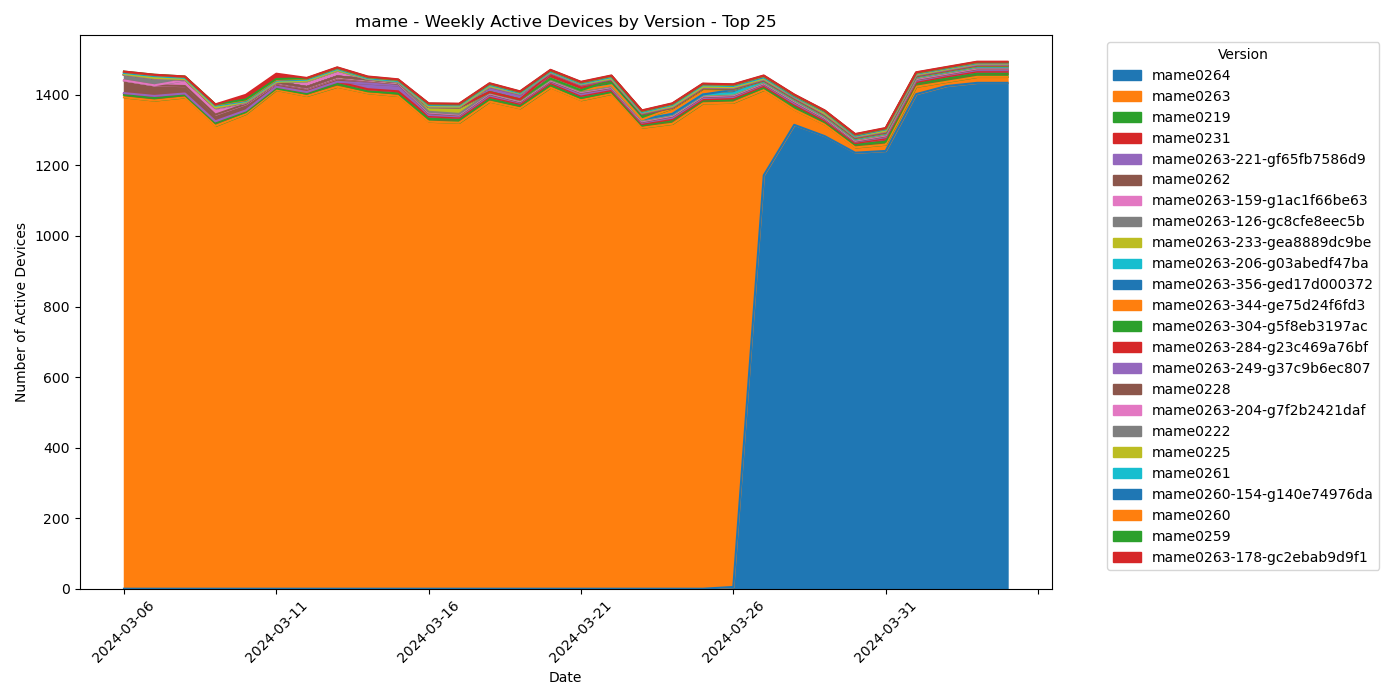 mame - Weekly Active Devices by Version - Top 25
Number of Active Devices
1400
1200
1000
800
600
400
200
0
2024-03-06
2024-03-11
2024-03-16
2024-03-21
2024-03-26
2024-03-31
Date
Version
mame0264
mame0263
mame0219
mame0231
mame0263-221-gf65fb7586d9
mame0262
mame0263-159-g1ac1f66be63
mame0263-126-gc8cfe8eec5b
mame0263-233-gea8889dc9be
mame0263-206-g03abedf47ba
mame0263-356-ged17d000372
mame0263-344-ge75d24f6fd3
mame0263-304-g5f8eb3197ac
mame0263-284-g23c469a76bf
mame0263-249-g37c9b6ec807
mame0228
mame0263-204-g7f2b2421daf
mame0222
mame0225
mame0261
mame0260-154-g140e74976da
mame0260
mame0259
mame0263-178-gc2ebab9d9f1